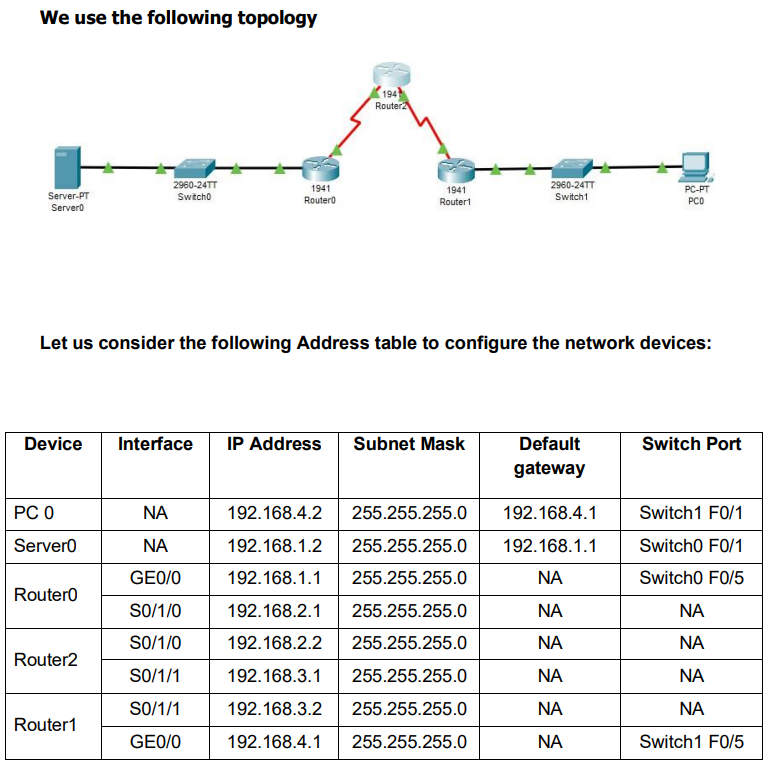 We use the following topology
1941
Router2
Server-PT
Server0
2960-24TT
Switch0
1941
Router0
1941
Router1
2960-24TT
Switch1
PC-PT
PC0
Let us consider the following Address table to configure the network devices:
Device Interface IP Address Subnet Mask Default gateway Switch Port
PC 0 NA 192.168.4.2 255.255.255.0 192.168.4.1 Switch1 F0/1
Server0 NA 192.168.1.2 255.255.255.0 192.168.1.1 Switch0 F0/1
Router0 GE0/0 192.168.1.1 255.255.255.0 NA Switch0 F0/5
S0/1/0 192.168.2.1 255.255.255.0 NA NA
Router2 S0/1/0 192.168.2.2 255.255.255.0 NA NA
S0/1/1 192.168.3.1 255.255.255.0 NA NA
Router1 S0/1/1 192.168.3.2 255.255.255.0 NA NA
GE0/0 192.168.4.1 255.255.255.0 NA Switch1 F0/5